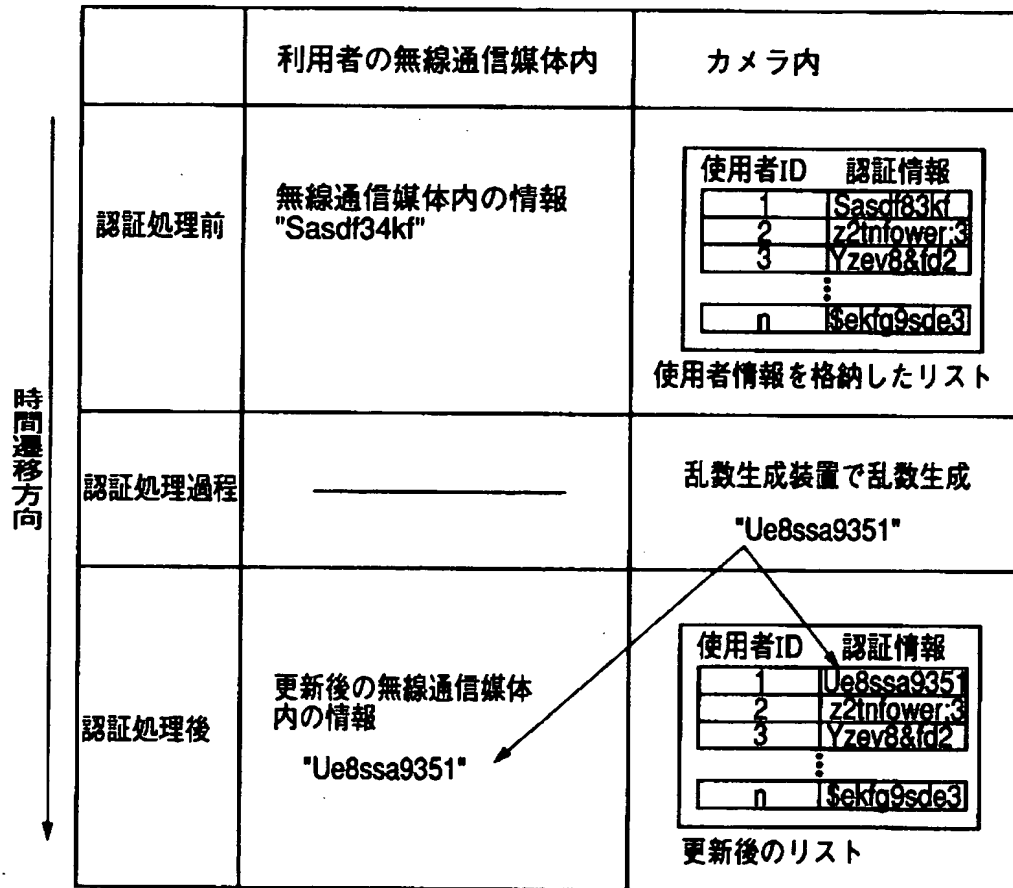 利用者の無線通信媒体内
カメラ内
時間遷移方向
認証処理前
無線通信媒体内の情報
"Sasdf34kf"
使用者ID 認証情報
1 Sasdf83kf
2 z2tnfower;3
3 Yzev8&fd2
n $ekfg9sde3
使用者情報を格納したリスト
認証処理過程
乱数生成装置で乱数生成
"Ue8ssa9351"
認証処理後
更新後の無線通信媒体
内の情報
"Ue8ssa9351"
使用者ID 認証情報
1 Ue8ssa9351
2 z2tnfower;3
3 Yzev8&fd2
n $ekfg9sde3
更新後のリスト